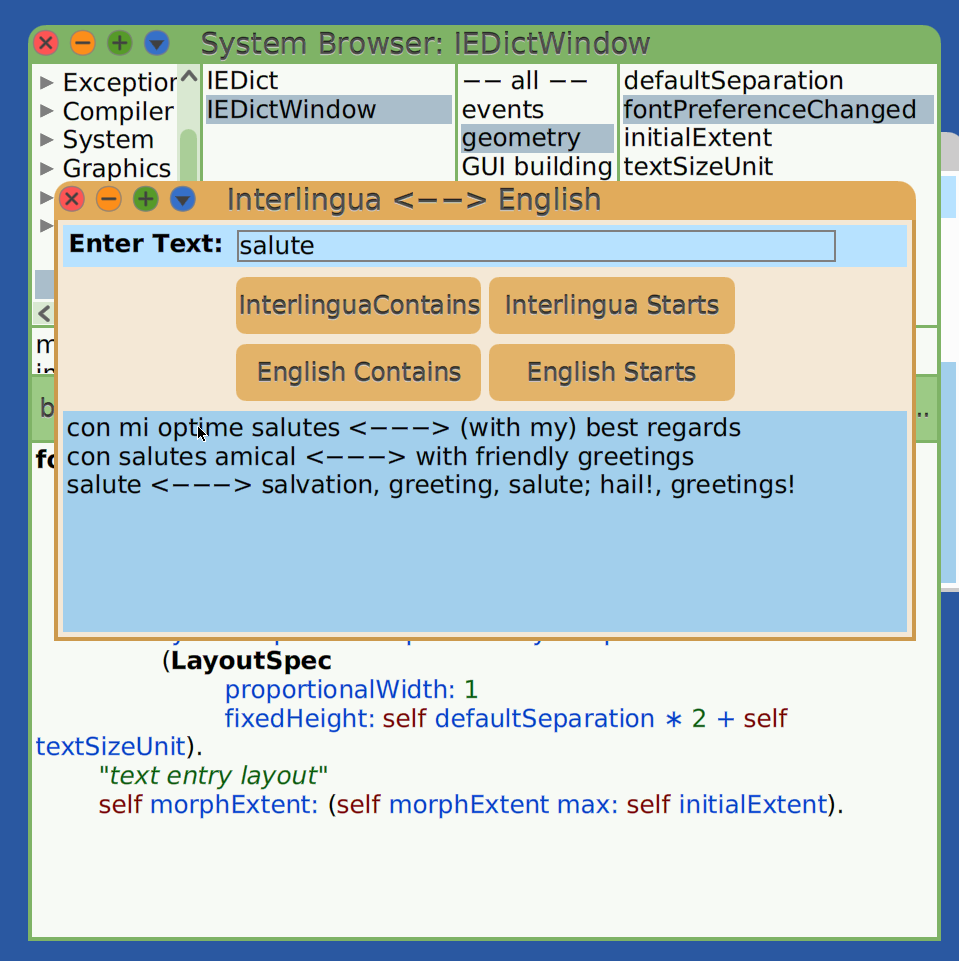 System Browser: IEDictWindow
Exception
Compiler
System
Graphics
IEDict
IEDictWindow
−− all −−
events
geometry
GUI building
defaultSeparation
fontPreferenceChanged
initialExtent
textSizeUnit
Interlingua <−−> English
Enter Text: salute
InterlinguaContains Interlingua Starts
English Contains English Starts
con mi optime salutes <−−−> (with my) best regards
con salutes amical <−−−> with friendly greetings
salute <−−−> salvation, greeting, salute; hail!, greetings!
(LayoutSpec
proportionalWidth: 1
fixedHeight: self defaultSeparation * 2 + self
textSizeUnit).
"text entry layout"
self morphExtent: (self morphExtent max: self initialExtent).